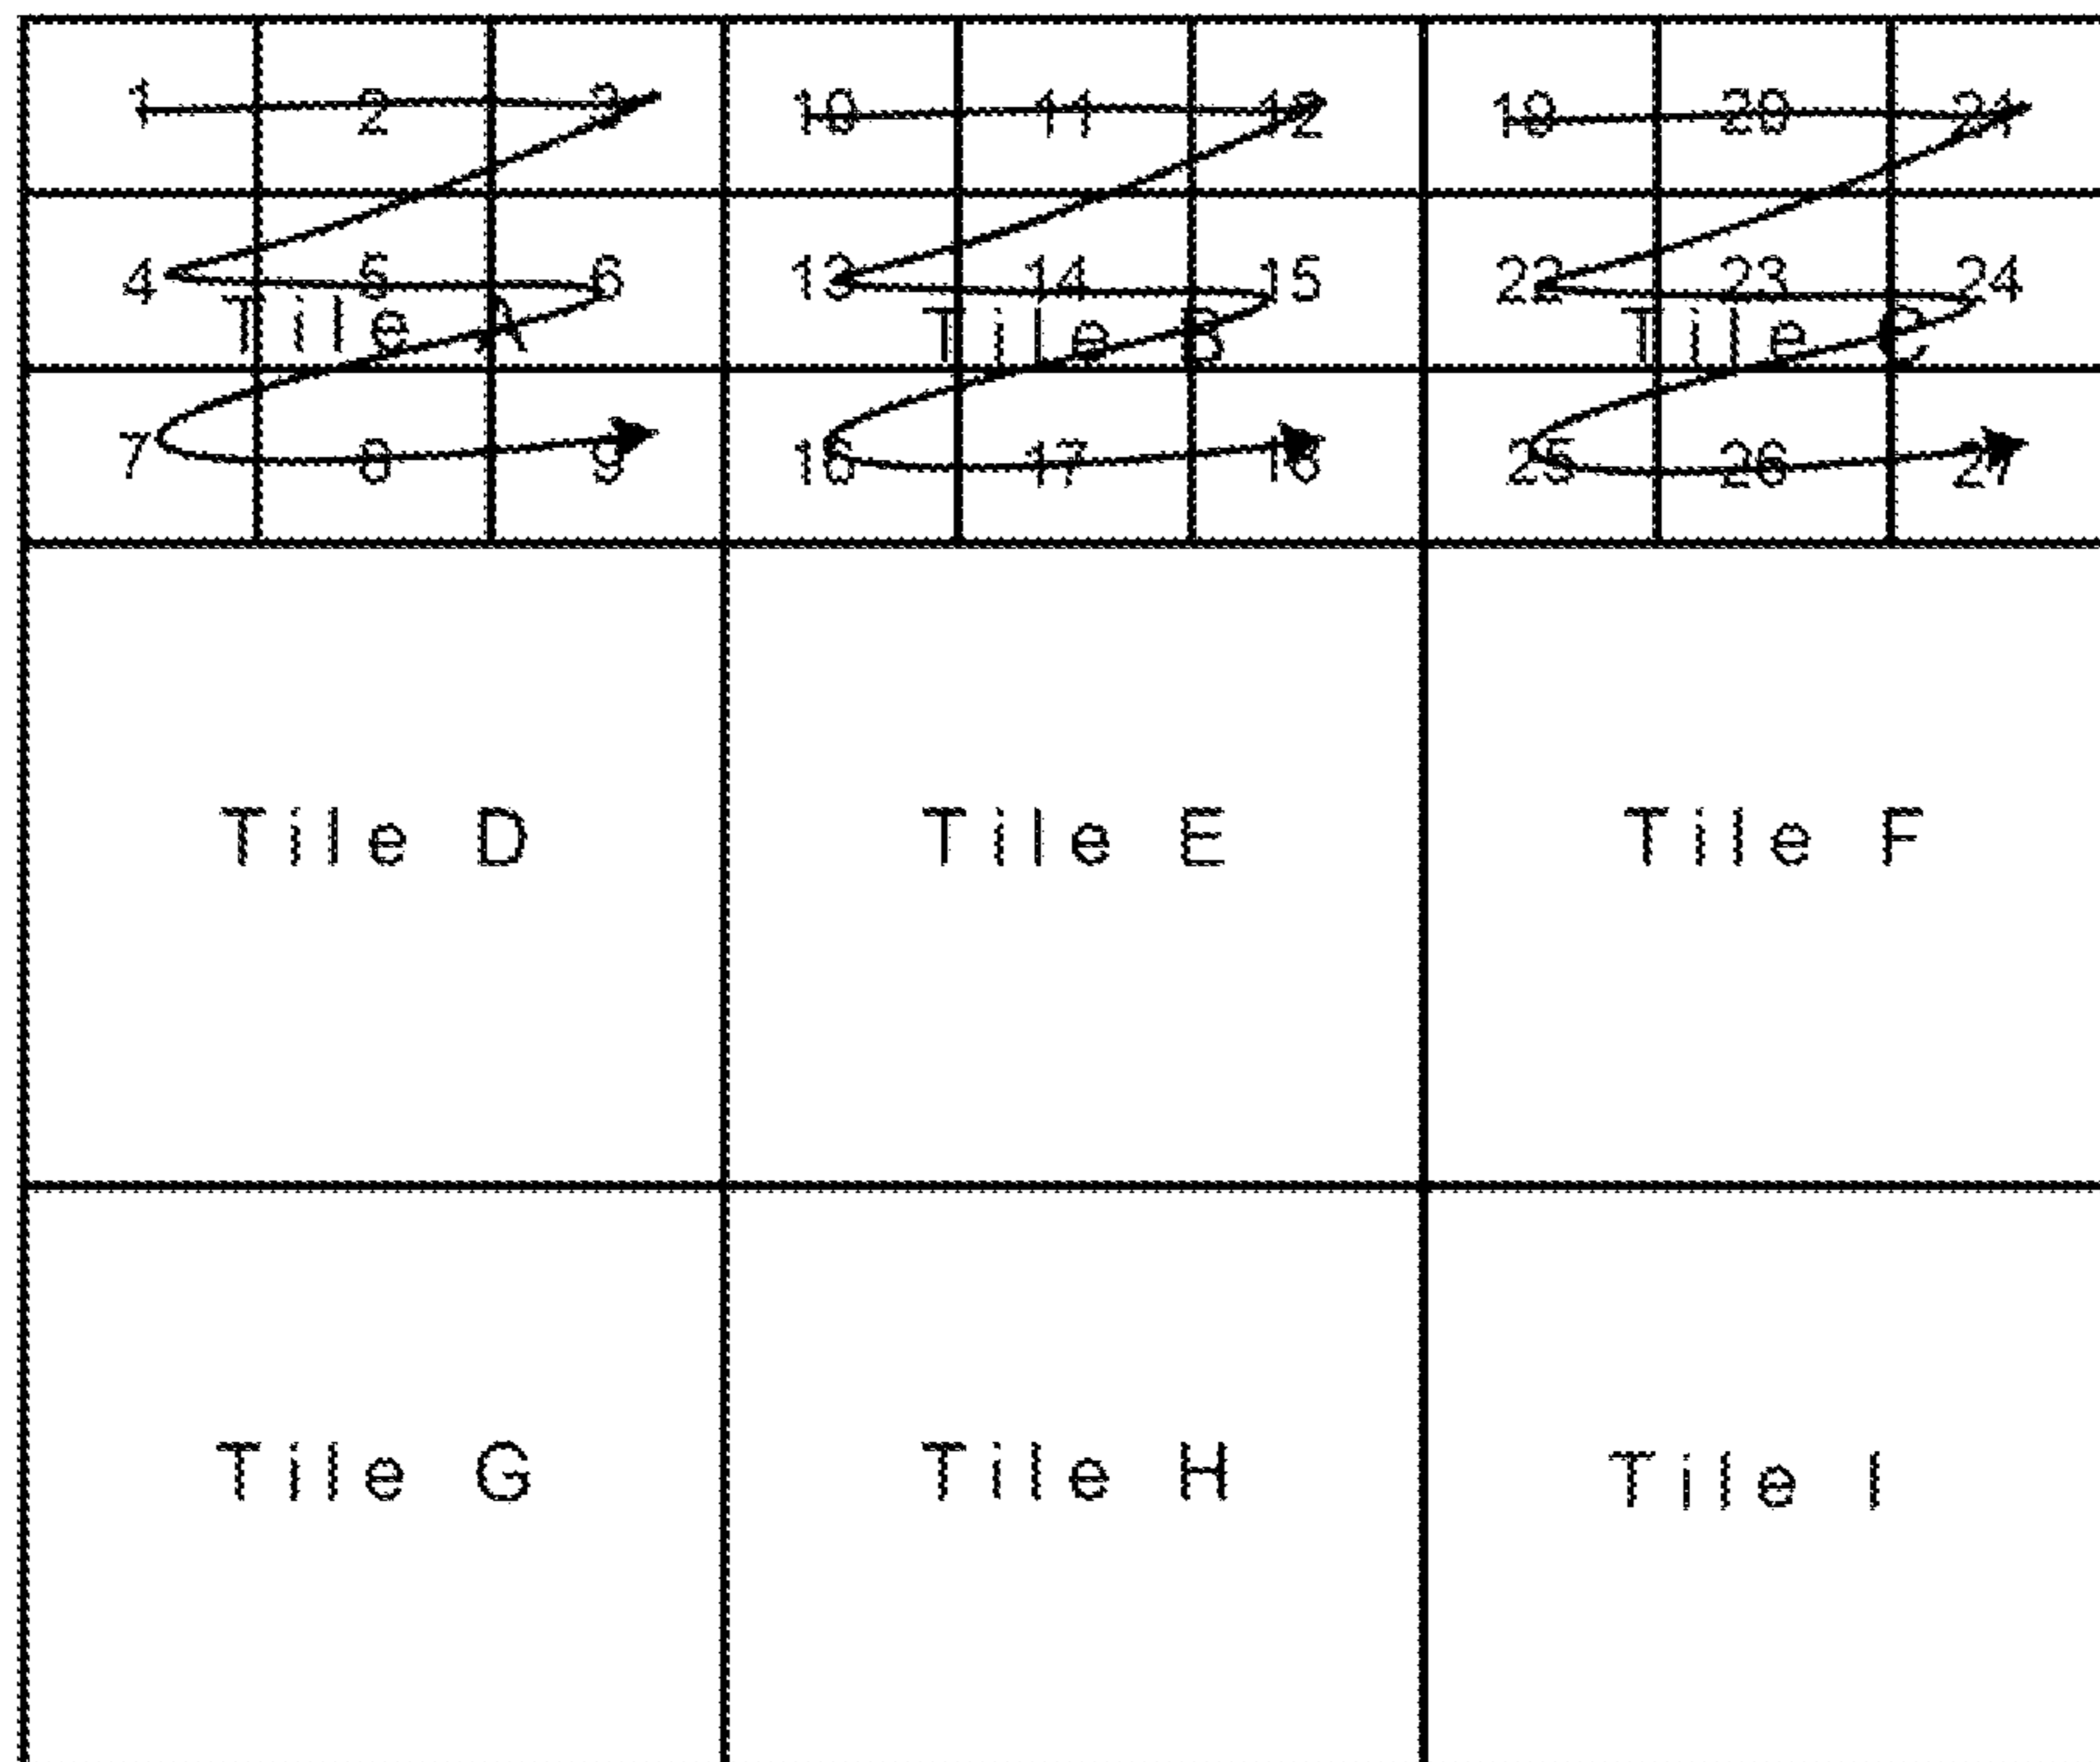 1 2 3 10 11 12 19 20 21
4 5 6 13 14 15 22 23 24
Tile A Tile B Tile C
7 8 9 16 17 18 25 26 27
Tile D Tile E Tile F
Tile G Tile H Tile I